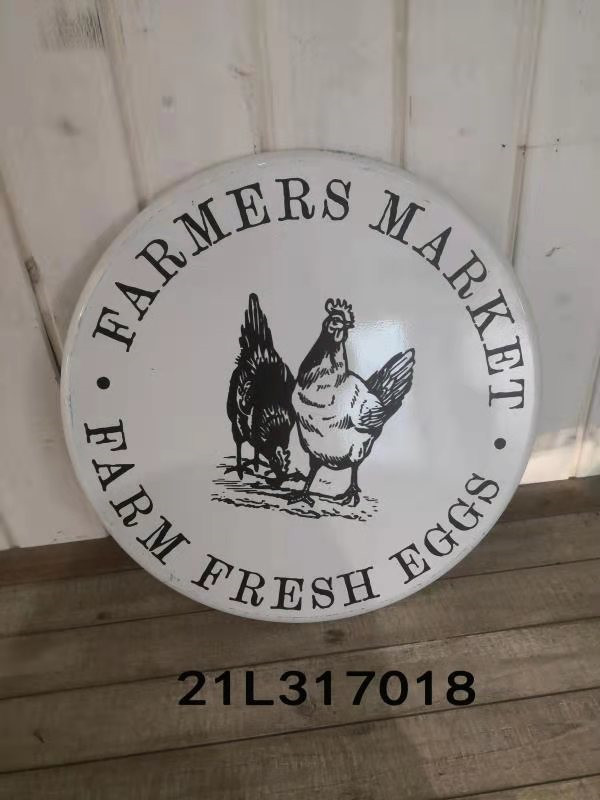 FARMERS MARKET
• FARM FRESH EGGS •
21L317018